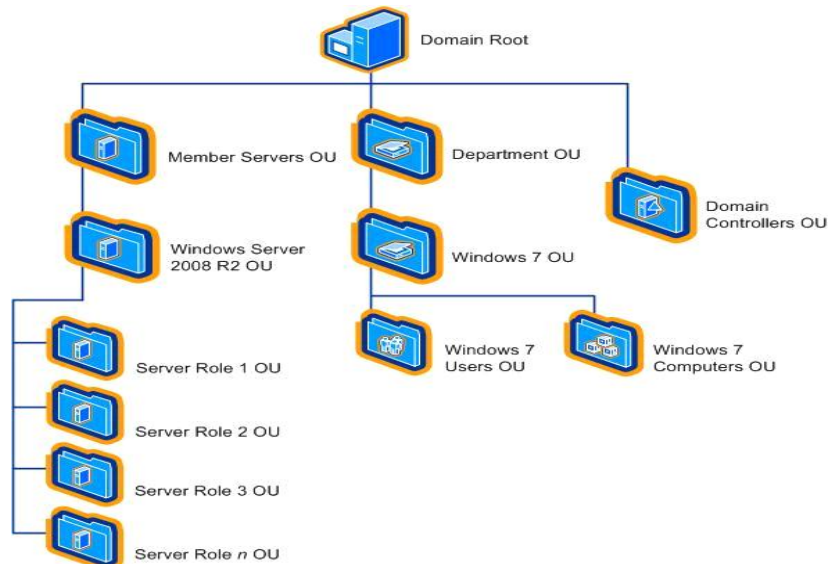 Domain Root
Member Servers OU
Department OU
Domain
Controllers OU
Windows Server
2008 R2 OU
Windows 7 OU
Windows 7
Users OU
Windows 7
Computers OU
Server Role 1 OU
Server Role 2 OU
Server Role 3 OU
Server Role n OU